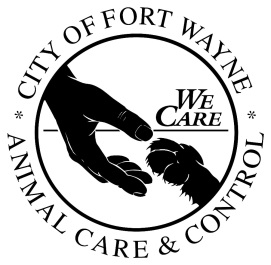 * CITY OF FORT WAYNE *
WE
CARE
ANIMAL CARE & CONTROL